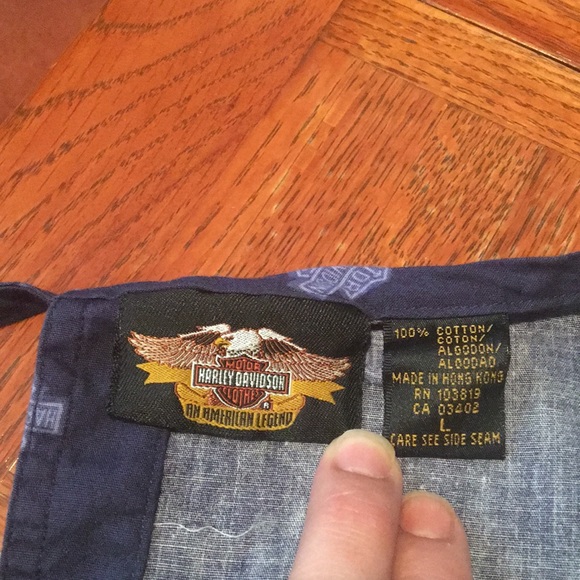 MOTOR
HARLEY-DAVIDSON
CLOTHES
AN AMERICAN LEGEND
R
100% COTTON/
COTON/
ALGODON/
ALGODAO
MADE IN HONG KONG
RN 103819
CA 03402
L
CARE SEE SIDE SEAM